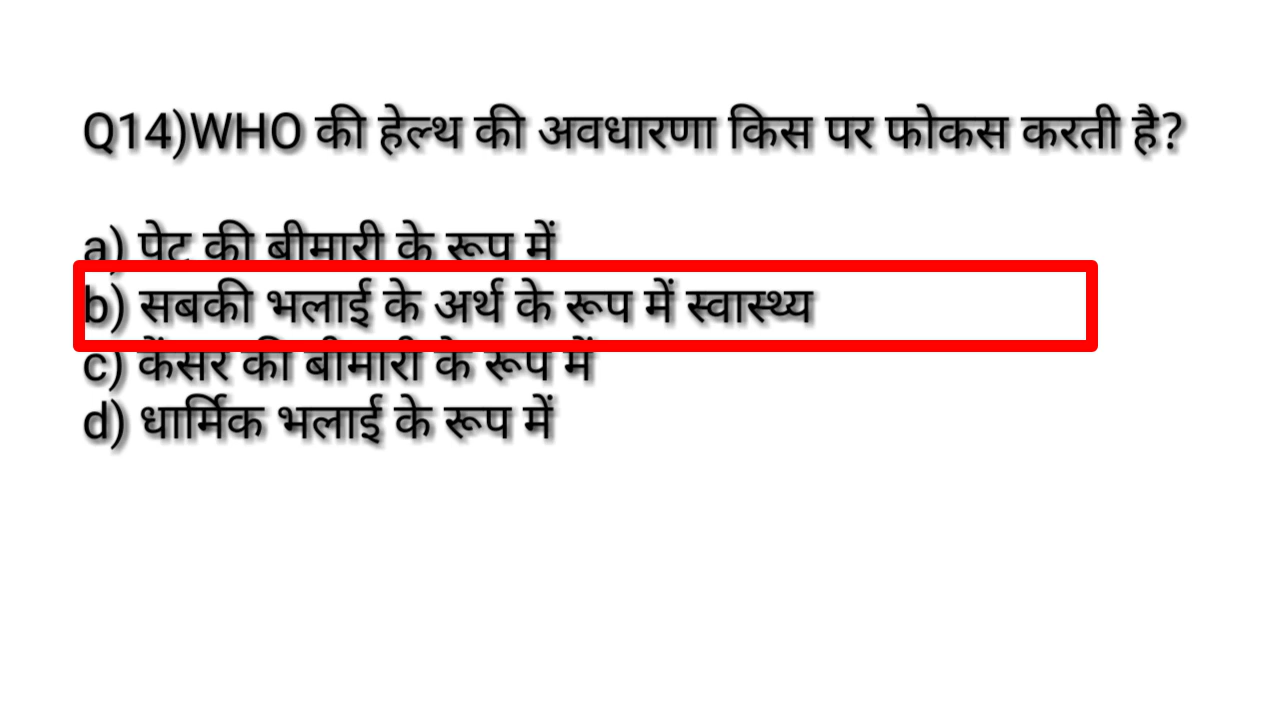 Q14)WHO की हेल्थ की अवधारणा किस पर फोकस करती है?
a) पेट की बीमारी के रूप में
b) सबकी भलाई के अर्थ के रूप में स्वास्थ्य
c) कैंसर की बीमारी के रूप में
d) धार्मिक भलाई के रूप में